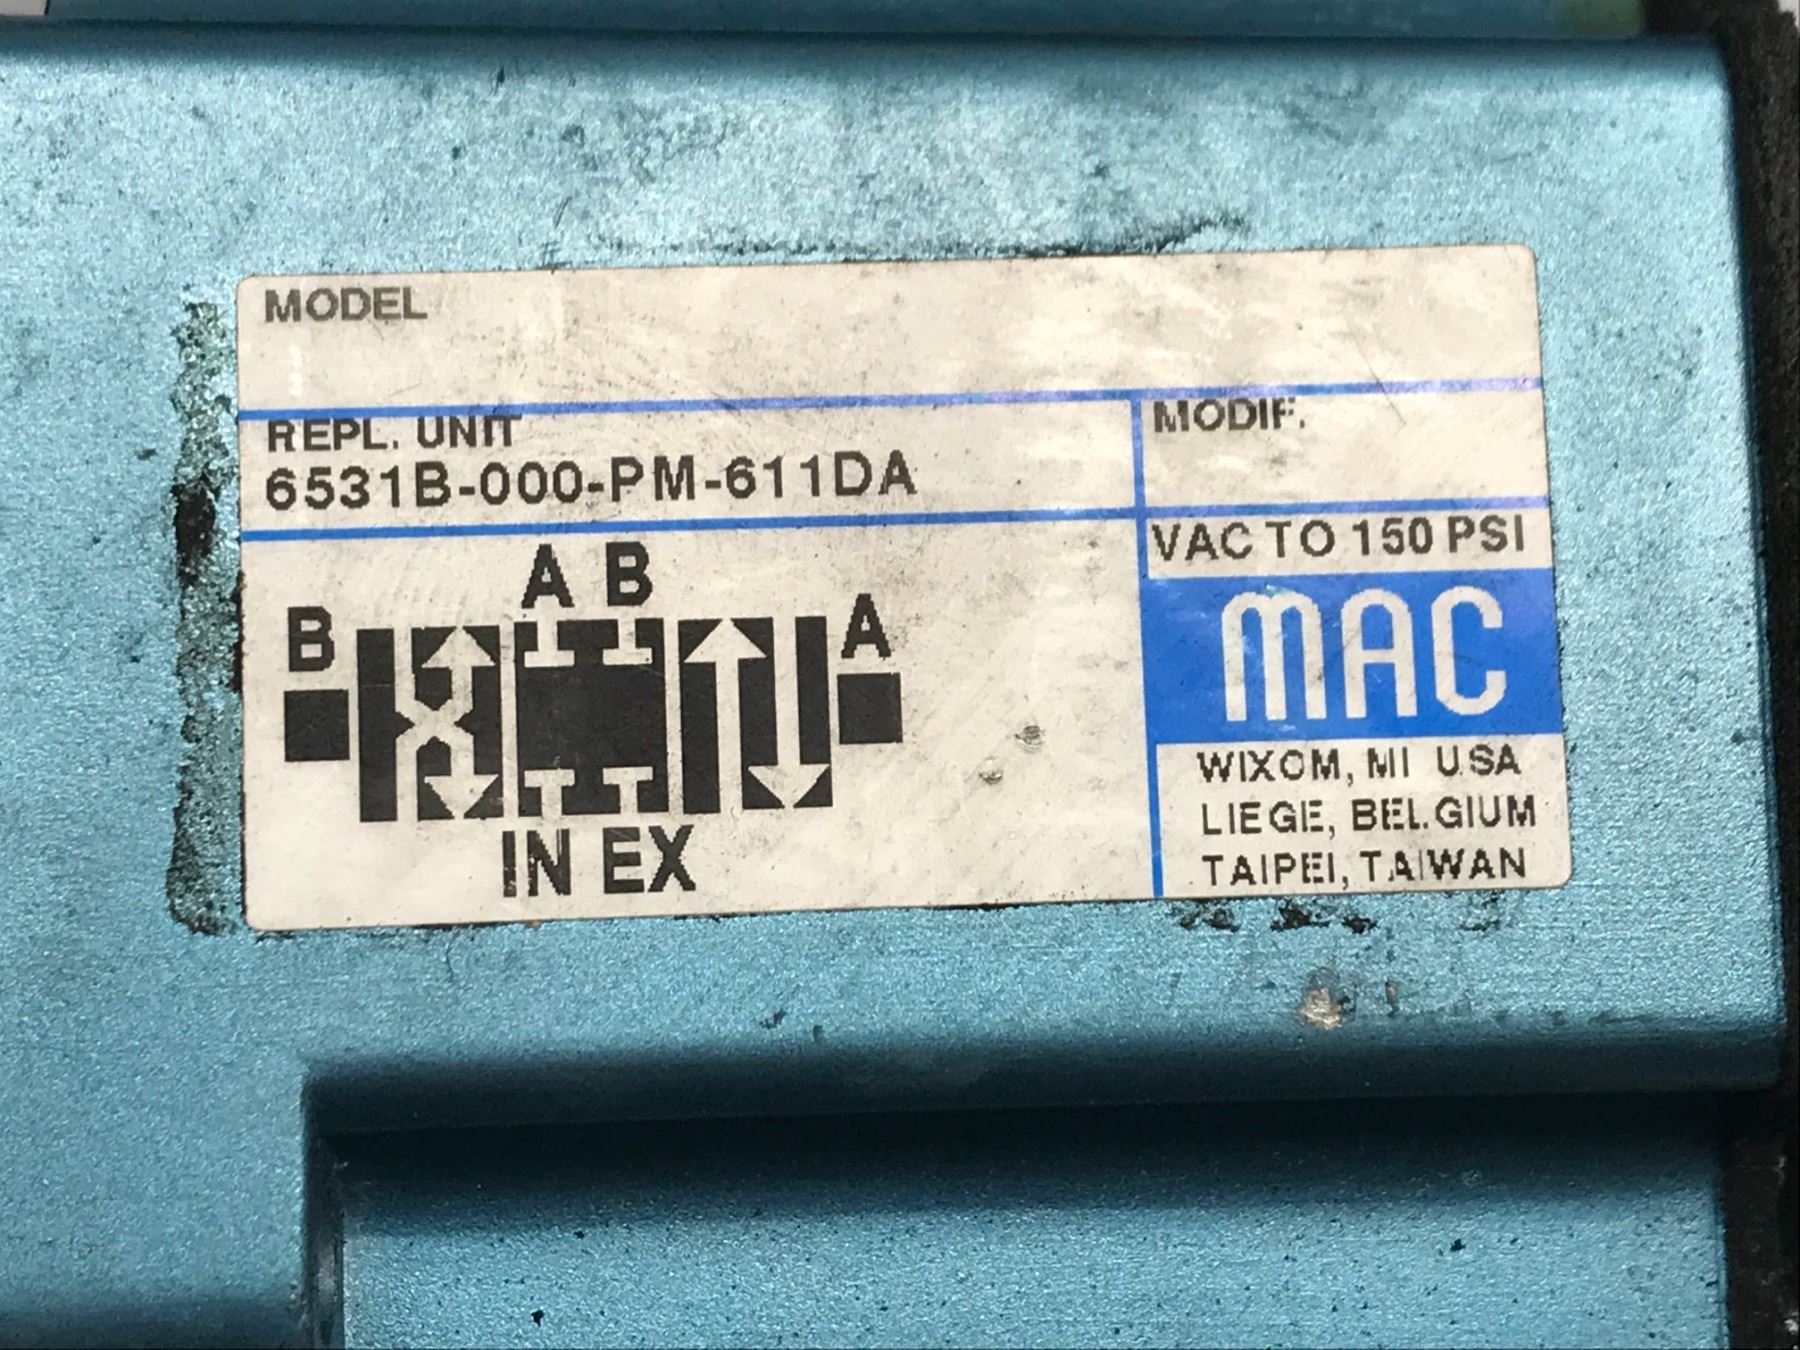 MODEL
REPL. UNIT
6531B-000-PM-611DA
MODIF.
VAC TO 150 PSI
A B
B
A
IN EX
MAC
WIXOM, MI USA
LIEGE, BELGIUM
TAIPEI, TAIWAN